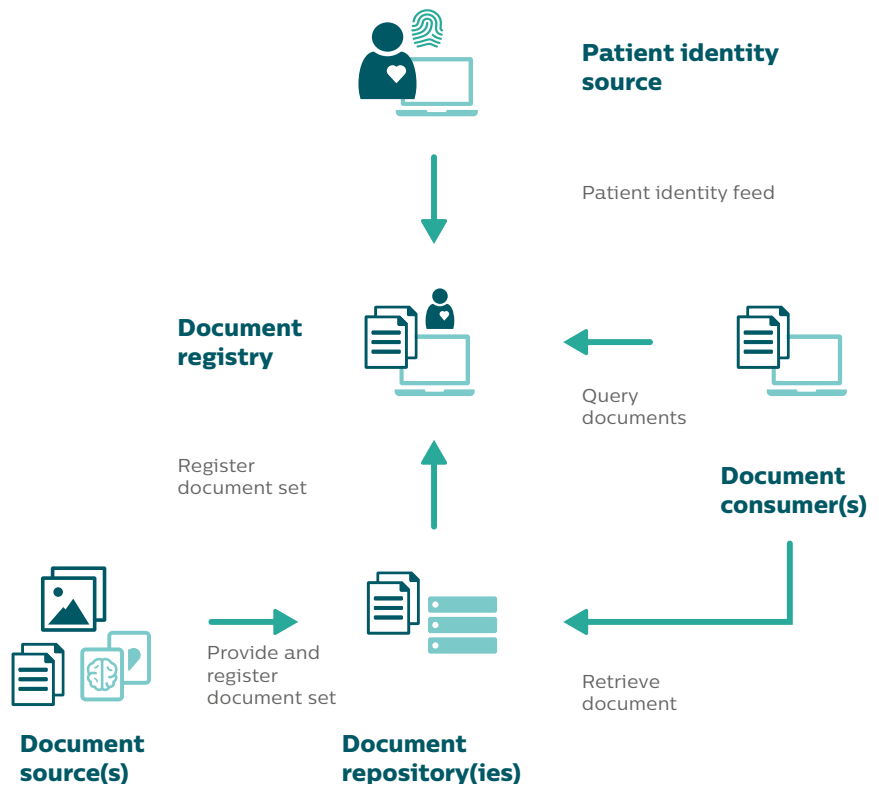 Patient identity
source
Patient identity feed
Document
registry
Query
documents
Register
document set
Document
consumer(s)
Provide and
register
document set
Retrieve
document
Document
source(s)
Document
repository(ies)